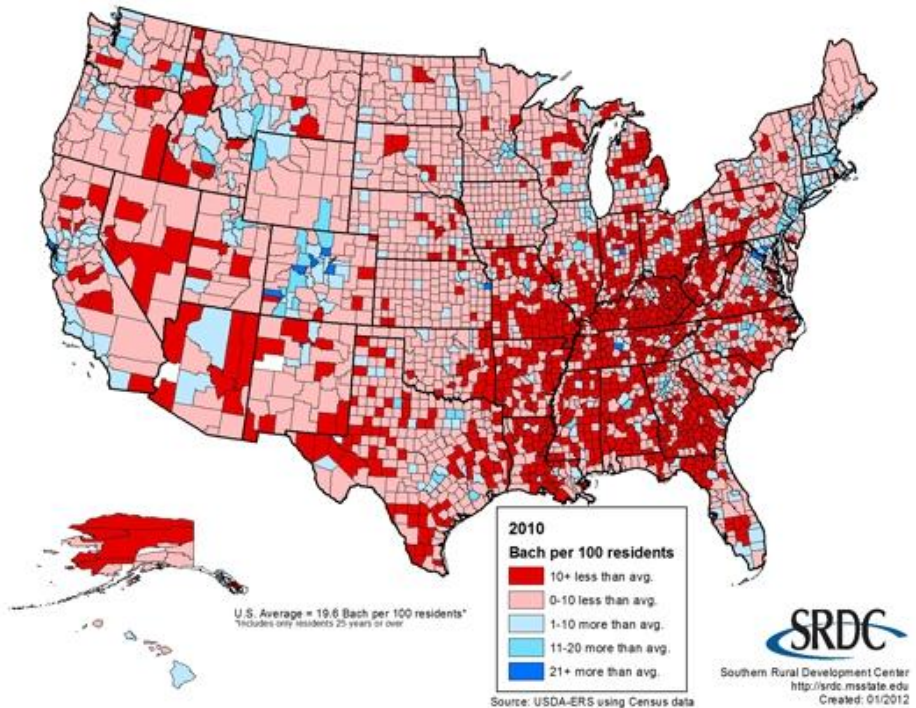 2010
Bach per 100 residents
10+ less than avg.
0-10 less than avg.
1-10 more than avg.
11-20 more than avg.
21+ more than avg.
U.S. Average = 19.6 Bach per 100 residents*
*Includes only residents 25 years or over
Source: USDA-ERS using Census data
SRDC
Southern Rural Development Center
http://srdc.msstate.edu
Created: 01/2012